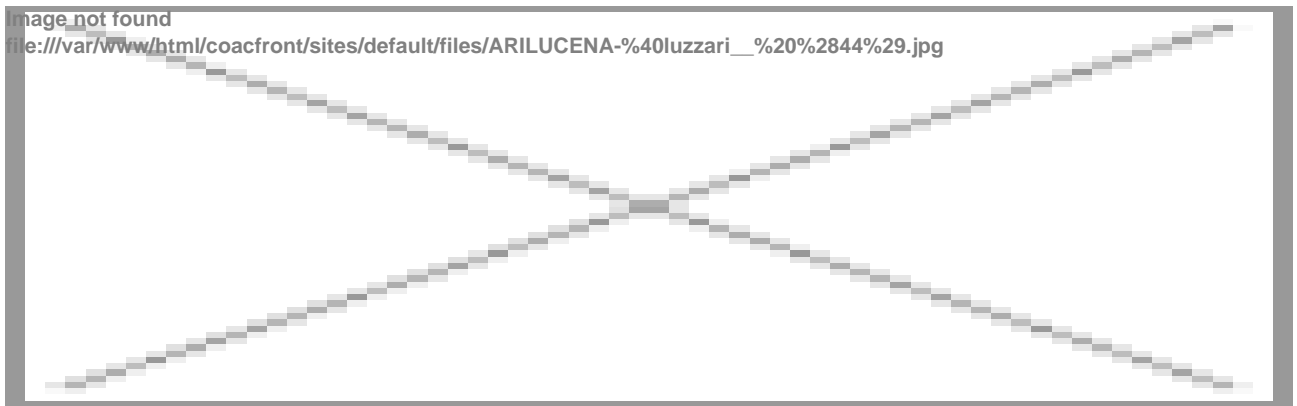 Image not found
file:///var/www/html/coacfront/sites/default/files/ARILUCENA-%40luzzari__%20%2844%29.jpg